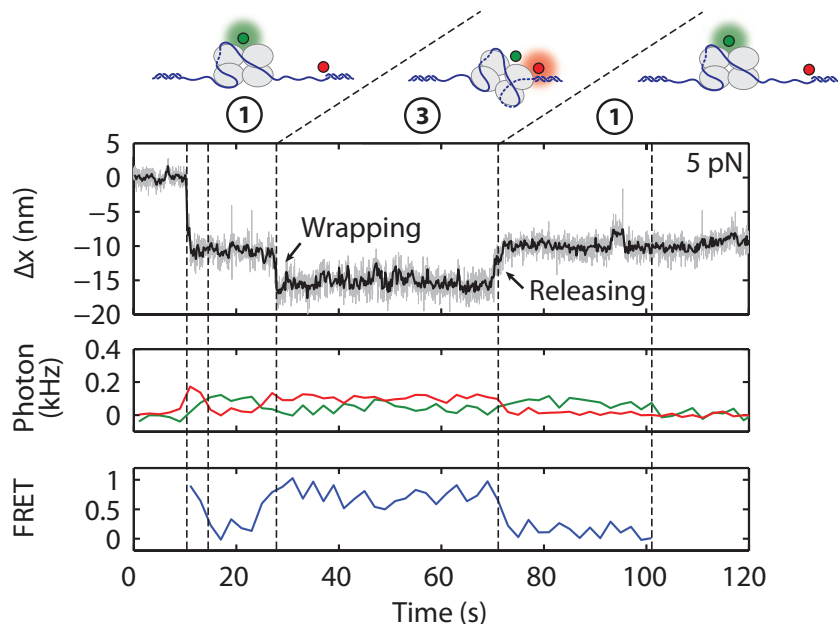 1
3
1
5 pN
Δx (nm)
5
0
−5
−10
−15
−20
Wrapping
Releasing
Photon
(kHz)
0.4
0.2
0
FRET
1
0.5
0
0
20
40
60
80
100
120
Time (s)